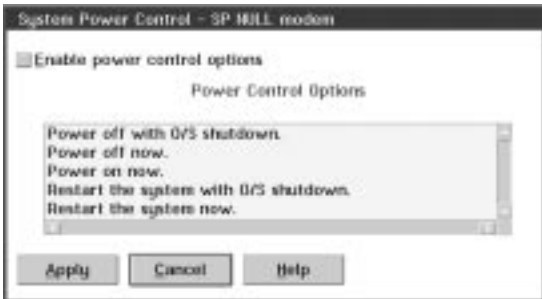 System Power Control - SP NULL modem
Enable power control options
Power Control Options
Power off with O/S shutdown.
Power off now.
Power on now.
Restart the system with O/S shutdown.
Restart the system now.
Apply
Cancel
Help